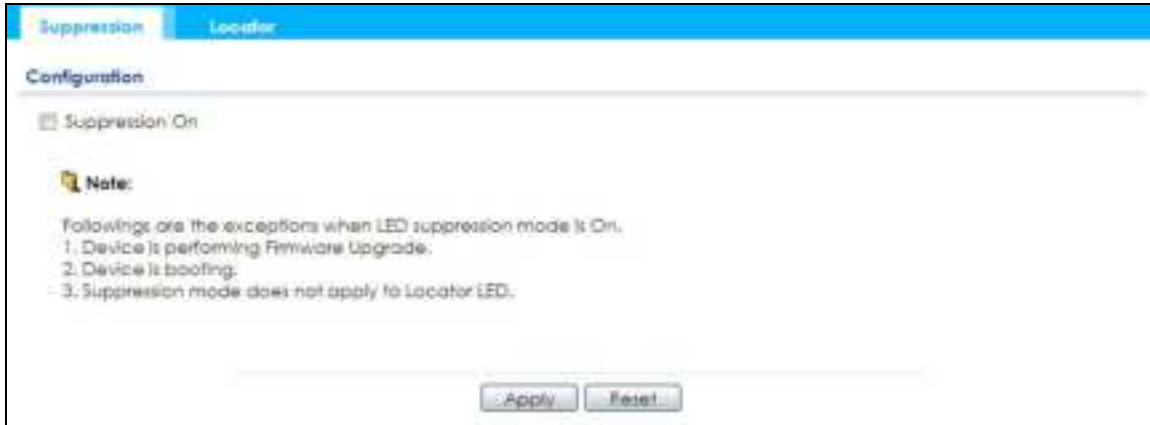 Suppression Locator
Configuration
Suppression On
Note:
Followings are the exceptions when LED suppression mode is On.
1. Device is performing Firmware Upgrade.
2. Device is booting.
3. Suppression mode does not apply to Locator LED.
Apply Reset